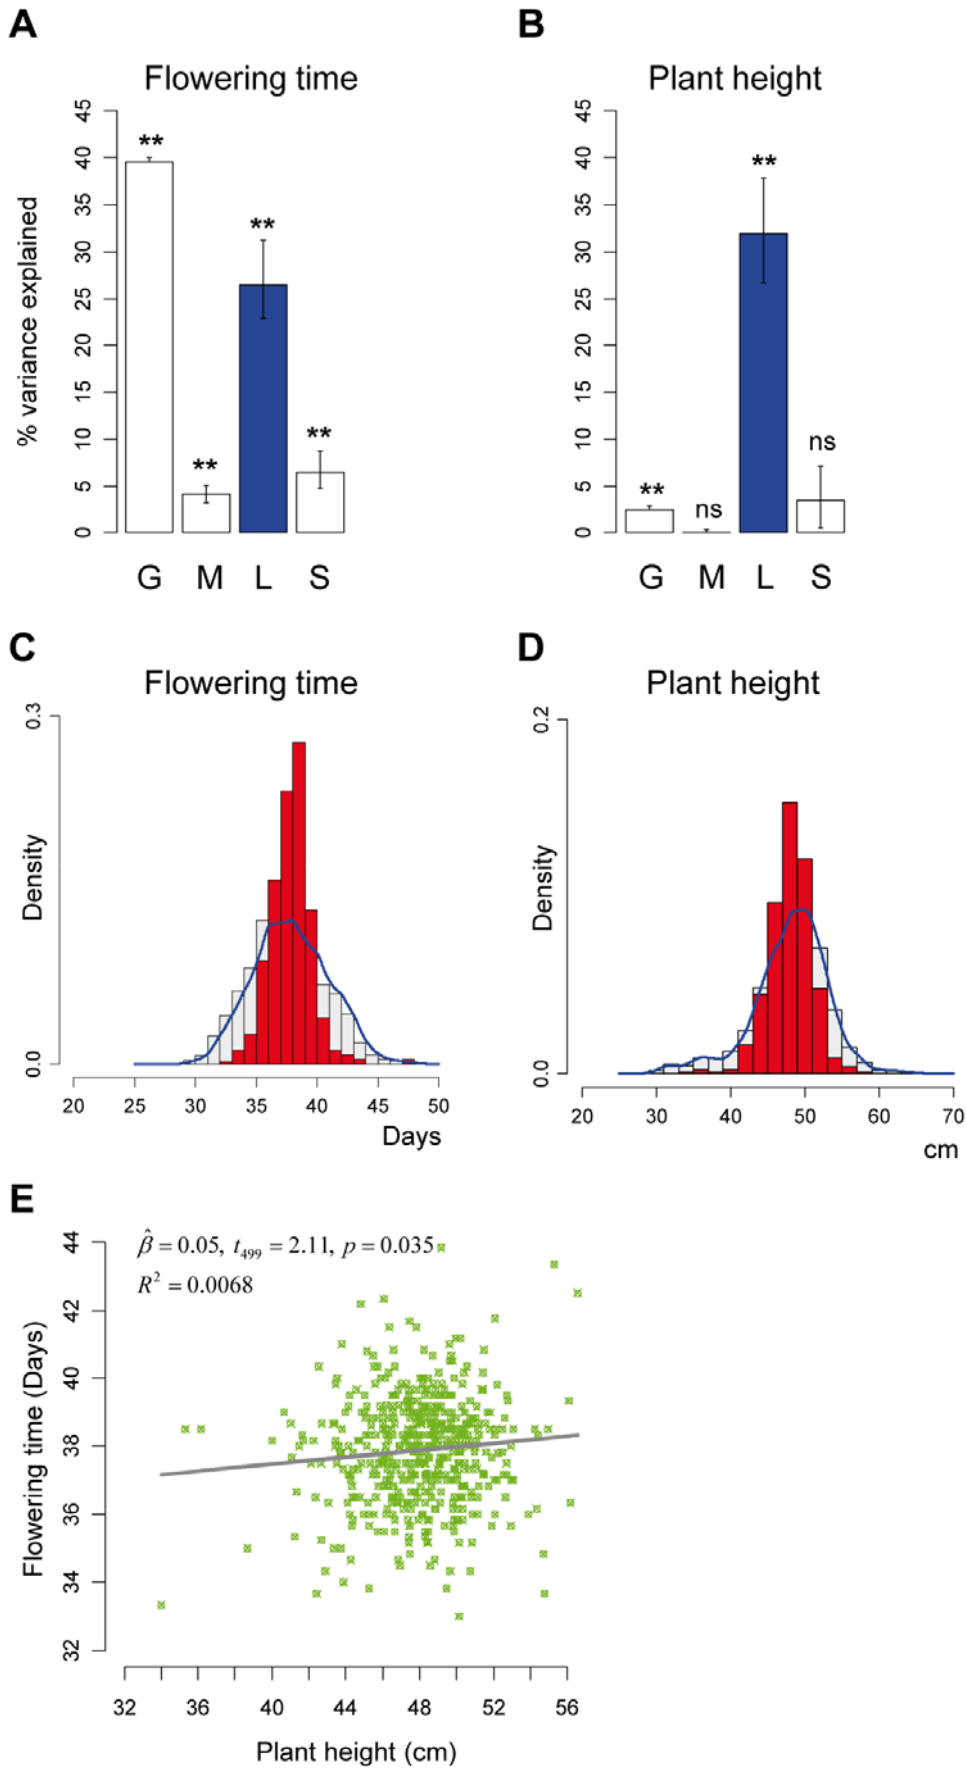 A
B
Flowering time
Plant height
% variance explained
45
40
35
30
25
20
15
10
5
0
**
**
**
**
G M L S
45
40
35
30
25
20
15
10
5
0
**
ns
**
ns
G M L S
C
D
Flowering time
Plant height
Density
0.3
0.0
20 25 30 35 40 45 50
Days
Density
0.2
0.0
20 30 40 50 60 70
cm
E
β̂ = 0.05, t₄₉₉ = 2.11, p = 0.035
R² = 0.0068
Flowering time (Days)
44
42
40
38
36
34
32
32 36 40 44 48 52 56
Plant height (cm)